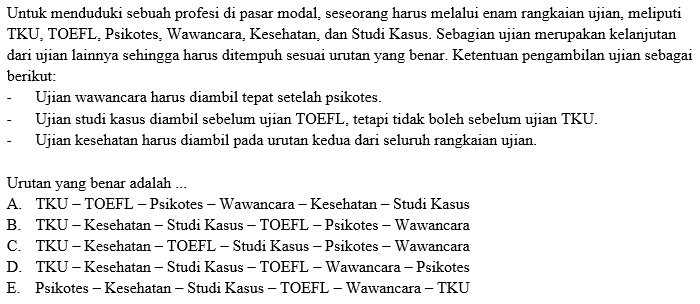 Untuk menduduki sebuah profesi di pasar modal, seseorang harus melalui enam rangkaian ujian, meliputi
TKU, TOEFL, Psikotes, Wawancara, Kesehatan, dan Studi Kasus. Sebagian ujian merupakan kelanjutan
dari ujian lainnya sehingga harus ditempuh sesuai urutan yang benar. Ketentuan pengambilan ujian sebagai
berikut:
- Ujian wawancara harus diambil tepat setelah psikotes.
- Ujian studi kasus diambil sebelum ujian TOEFL, tetapi tidak boleh sebelum ujian TKU.
- Ujian kesehatan harus diambil pada urutan kedua dari seluruh rangkaian ujian.
Urutan yang benar adalah ...
A. TKU – TOEFL – Psikotes – Wawancara – Kesehatan – Studi Kasus
B. TKU – Kesehatan – Studi Kasus – TOEFL – Psikotes – Wawancara
C. TKU – Kesehatan – TOEFL – Studi Kasus – Psikotes – Wawancara
D. TKU – Kesehatan – Studi Kasus – TOEFL – Wawancara – Psikotes
E. Psikotes – Kesehatan – Studi Kasus – TOEFL – Wawancara – TKU